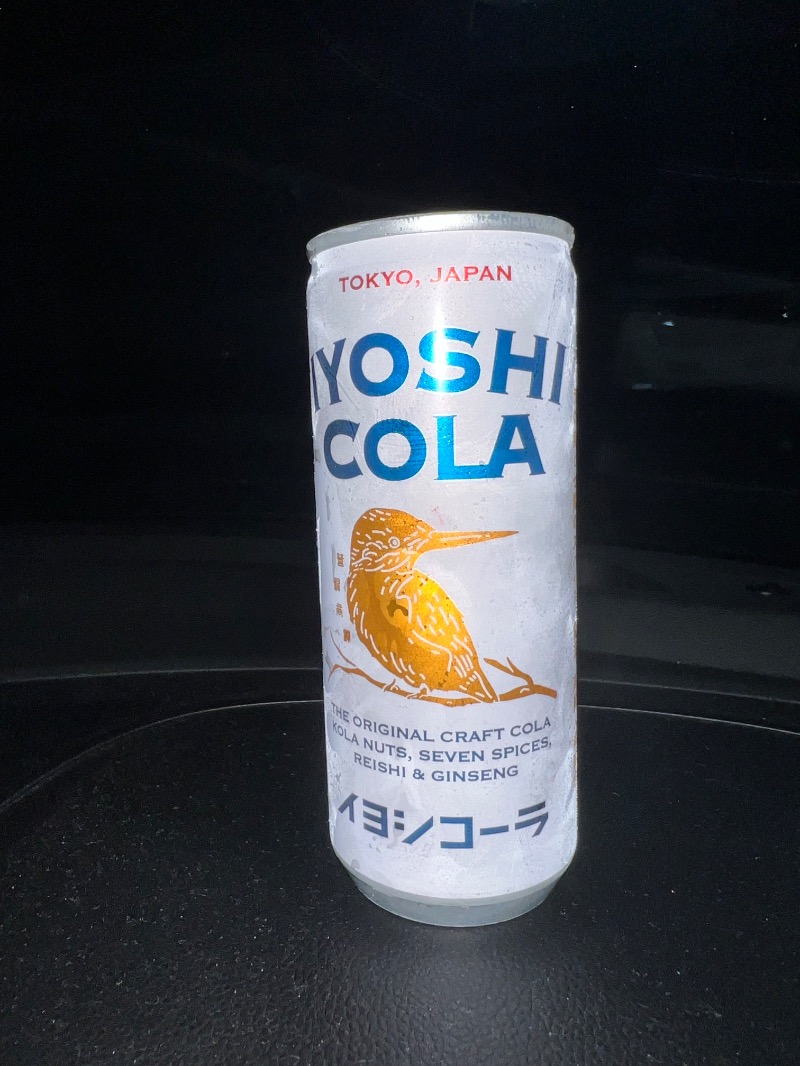 TOKYO, JAPAN
IYOSHI
COLA
THE ORIGINAL CRAFT COLA
KOLA NUTS, SEVEN SPICES,
REISHI & GINSENG
イヨシコーラ